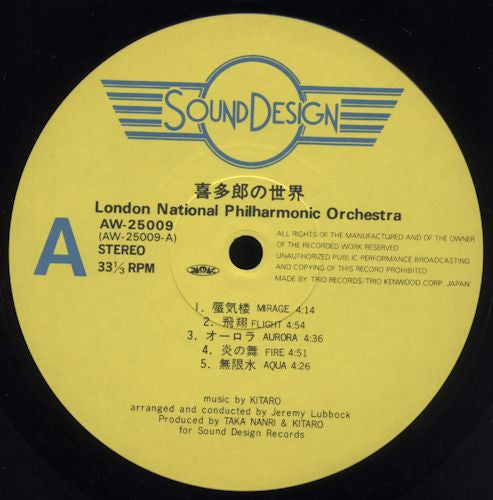 SOUNDDESIGN
喜多郎の世界
London National Philharmonic Orchestra
A
AW-25009
(AW-25009-A)
STEREO
33⅓ RPM
ALL RIGHTS OF THE MANUFACTURED AND OF THE OWNER
OF THE RECORDED WORK RESERVED
UNAUTHORIZED PUBLIC PERFORMANCE BROADCASTING
AND COPYING OF THIS RECORD PROHIBITED
MADE BY TRIO RECORDS/TRIO KENWOOD CORP, JAPAN
1. 蜃気楼 MIRAGE 4:14
2. 飛翔 FLIGHT 4:54
3. オーロラ AURORA 4:36
4. 炎の舞 FIRE 4:51
5. 無限水 AQUA 4:26
music by KITARO
arranged and conducted by Jeremy Lubbock
Produced by TAKA NANRI & KITARO
for Sound Design Records